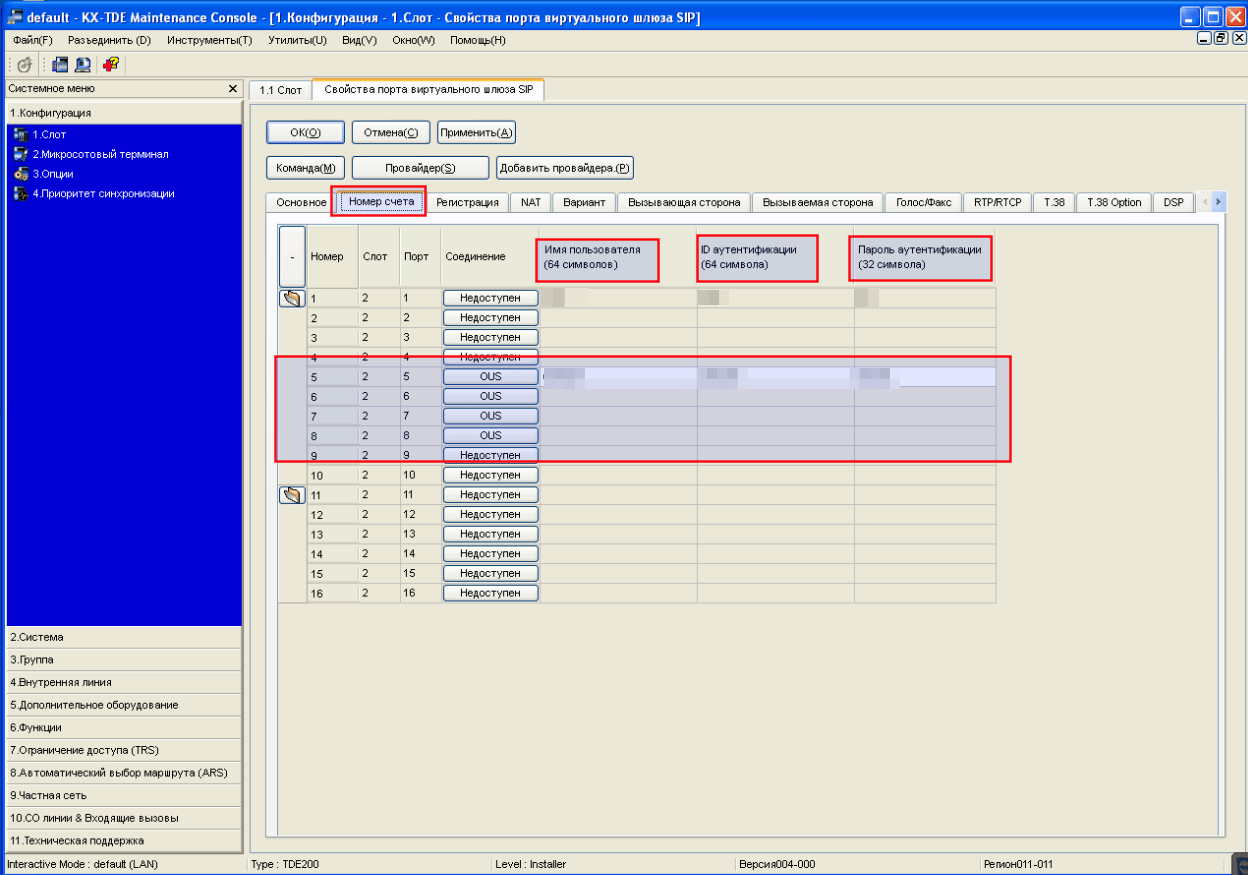 default - KX-TDE Maintenance Console - [1.Конфигурация - 1.Слот - Свойства порта виртуального шлюза SIP]
Файл(F) Разъединить (D) Инструменты(T) Утилиты(U) Вид(V) Окно(W) Помощь(H)
Системное меню
1.1 Слот Свойства порта виртуального шлюза SIP
1.Конфигурация
1.Слот
2.Микросотовый терминал
3.Опции
4.Приоритет синхронизации
2.Система
3.Группа
4.Внутренняя линия
5.Дополнительное оборудование
6.Функции
7.Ограничение доступа (TRS)
8.Автоматический выбор маршрута (ARS)
9.Частная сеть
10.CO линии & Входящие вызовы
11.Техническая поддержка
OK(O) Отмена(C) Применить(A)
Команда(M) Провайдер(S) Добавить провайдера.(P)
Основное Номер счета Регистрация NAT Вариант Вызывающая сторона Вызываемая сторона Голос/Факс RTP/RTCP T.38 T.38 Option DSP
- Номер Слот Порт Соединение Имя пользователя (64 символов) ID аутентификации (64 символа) Пароль аутентификации (32 символа)
1 2 1 Недоступен
2 2 2 Недоступен
3 2 3 Недоступен
4 2 4 Недоступен
5 2 5 OUS
6 2 6 OUS
7 2 7 OUS
8 2 8 OUS
9 2 9 Недоступен
10 2 10 Недоступен
11 2 11 Недоступен
12 2 12 Недоступен
13 2 13 Недоступен
14 2 14 Недоступен
15 2 15 Недоступен
16 2 16 Недоступен
Interactive Mode : default (LAN) Type : TDE200 Level : Installer Версия004-000 Регион011-011